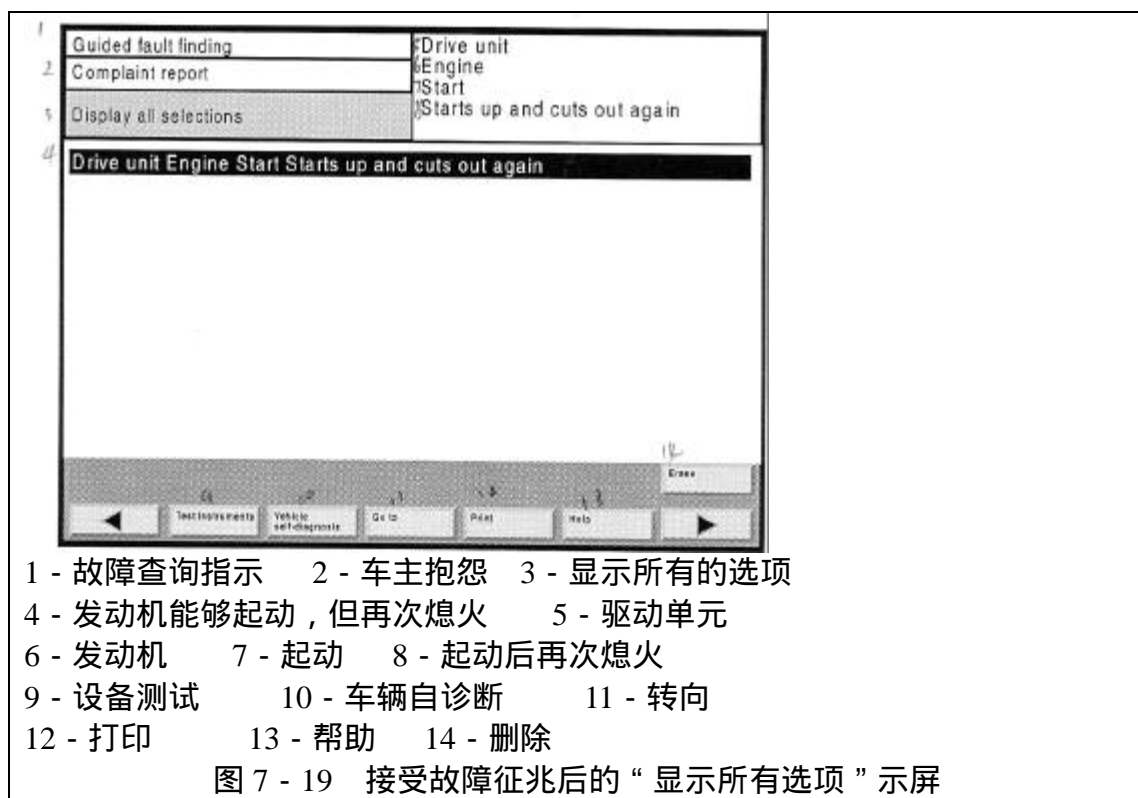 1
Guided fault finding
2
Complaint report
3
Display all selections
5Drive unit
6Engine
7Start
8Starts up and cuts out again
4
Drive unit Engine Start Starts up and cuts out again
Erase
Test instruments
Vehicle self-diagnosis
Go to
Print
Help
1 - 故障查询指示 2 - 车主抱怨 3 - 显示所有的选项
4 - 发动机能够起动，但再次熄火 5 - 驱动单元
6 - 发动机 7 - 起动 8 - 起动后再次熄火
9 - 设备测试 10 - 车辆自诊断 11 - 转向
12 - 打印 13 - 帮助 14 - 删除
图 7 - 19 接受故障征兆后的“显示所有选项”示屏